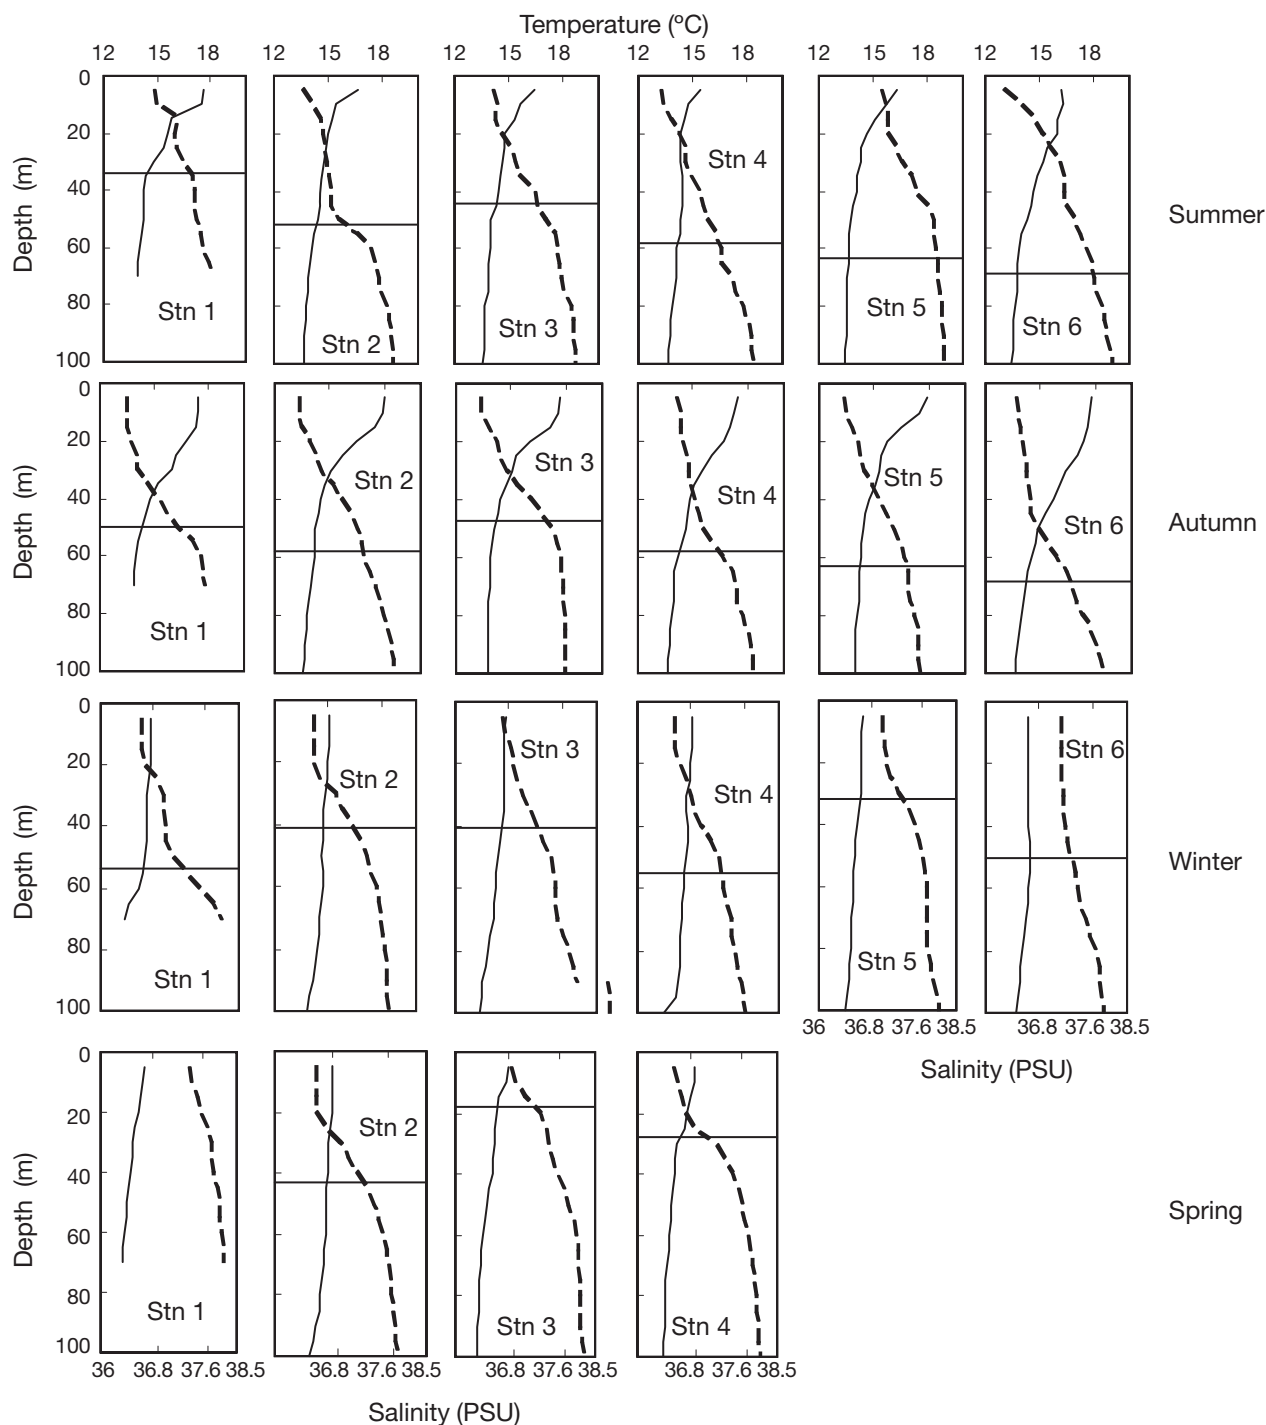 Temperature (ºC)
12 15 18 12 15 18 12 15 18 12 15 18 12 15 18 12 15 18
0
20
40
60
80
100
Depth (m)
Stn 1
Stn 2
Stn 3
Stn 4
Stn 5
Stn 6
Summer
0
20
40
60
80
100
Depth (m)
Stn 1
Stn 2
Stn 3
Stn 4
Stn 5
Stn 6
Autumn
0
20
40
60
80
100
Depth (m)
Stn 1
Stn 2
Stn 3
Stn 4
Stn 5
Stn 6
Winter
36 36.8 37.6 38.5 36.8 37.6 38.5
Salinity (PSU)
0
20
40
60
80
100
Depth (m)
Stn 1
Stn 2
Stn 3
Stn 4
Spring
36 36.8 37.6 38.5 36.8 37.6 38.5 36.8 37.6 38.5 36.8 37.6 38.5
Salinity (PSU)